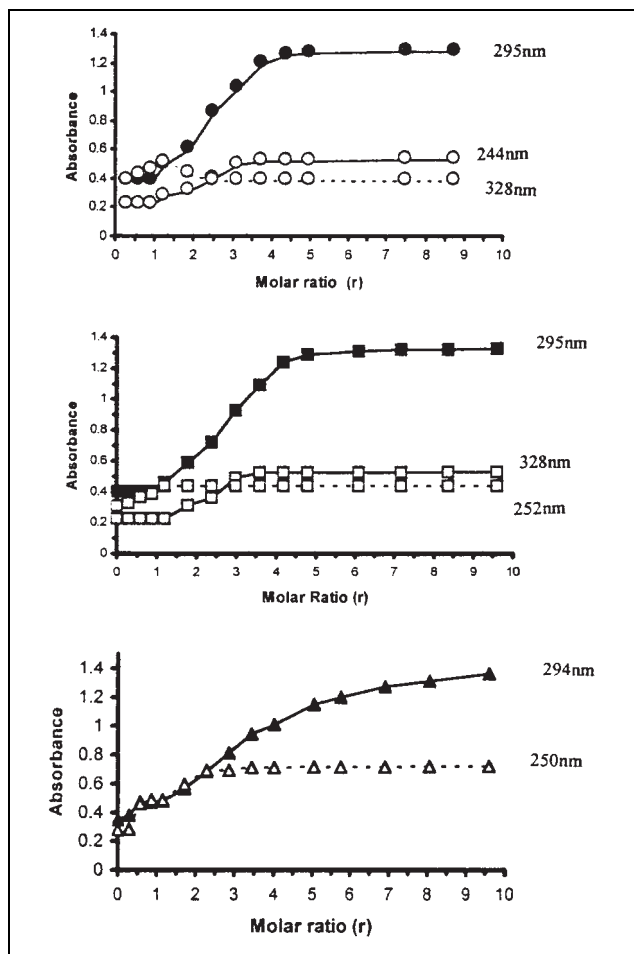 1.4
295nm
1.2
1
Absorbance
0.8
0.6
244nm
0.4
328nm
0.2
0
0 1 2 3 4 5 6 7 8 9 10
Molar ratio (r)
1.4
295nm
1.2
1
Absorbance
0.8
0.6
328nm
0.4
252nm
0.2
0
0 1 2 3 4 5 6 7 8 9 10
Molar Ratio (r)
1.4
294nm
1.2
1
Absorbance
0.8
250nm
0.6
0.4
0.2
0
0 1 2 3 4 5 6 7 8 9 10
Molar ratio (r)